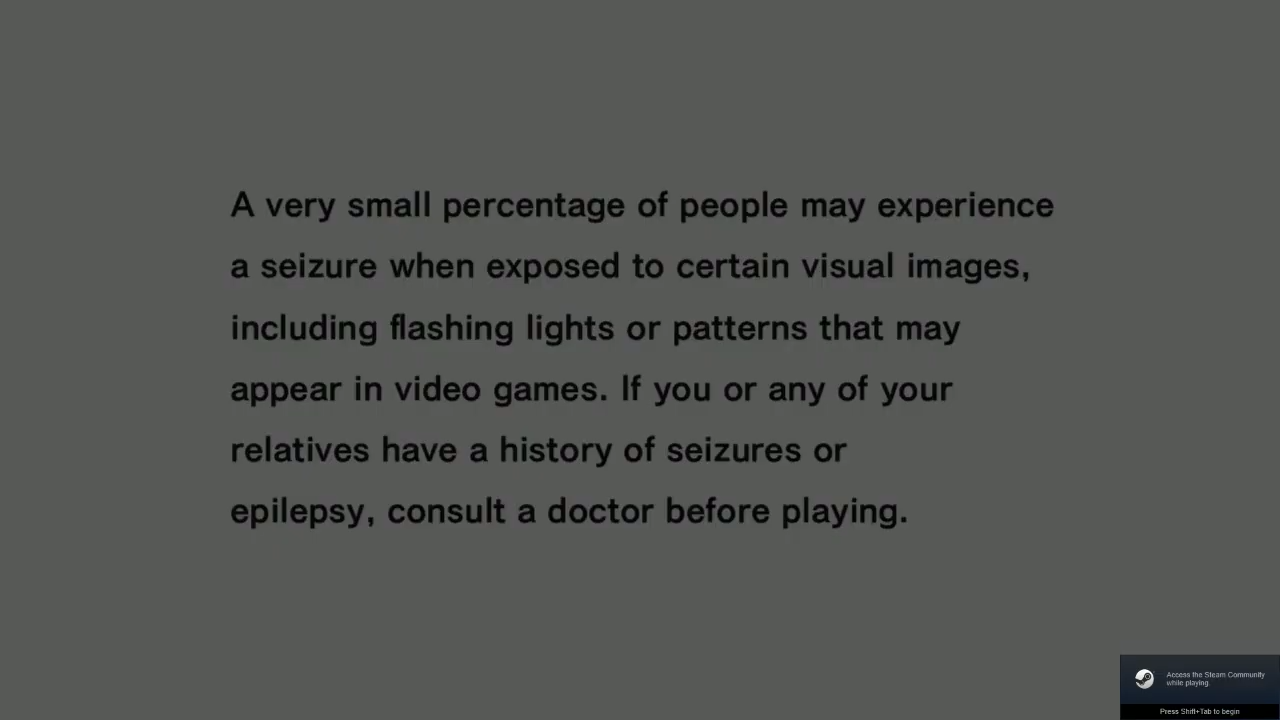 A very small percentage of people may experience
a seizure when exposed to certain visual images,
including flashing lights or patterns that may
appear in video games. If you or any of your
relatives have a history of seizures or
epilepsy, consult a doctor before playing.
Access the Steam Community
while playing.
Press Shift+Tab to begin